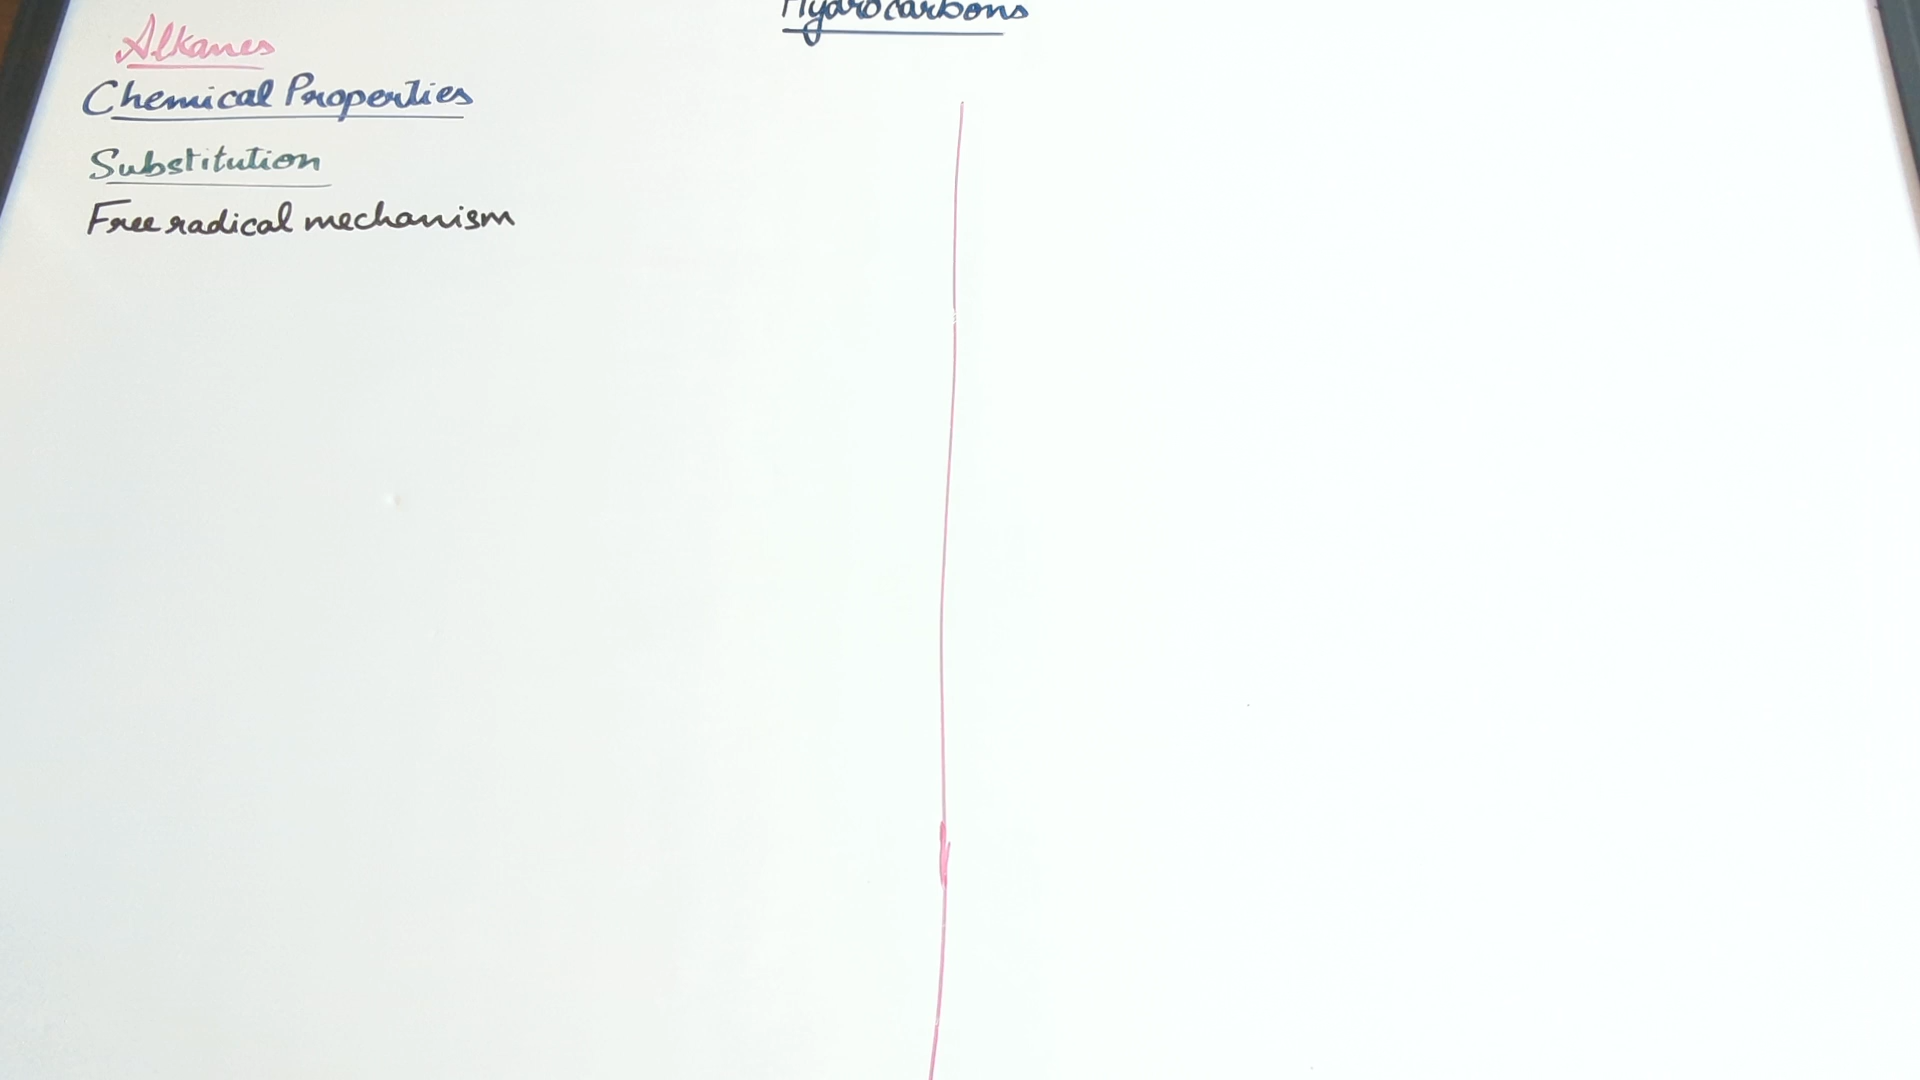 Hydrocarbons
Alkanes
Chemical Properties
Substitution
Free radical mechanism